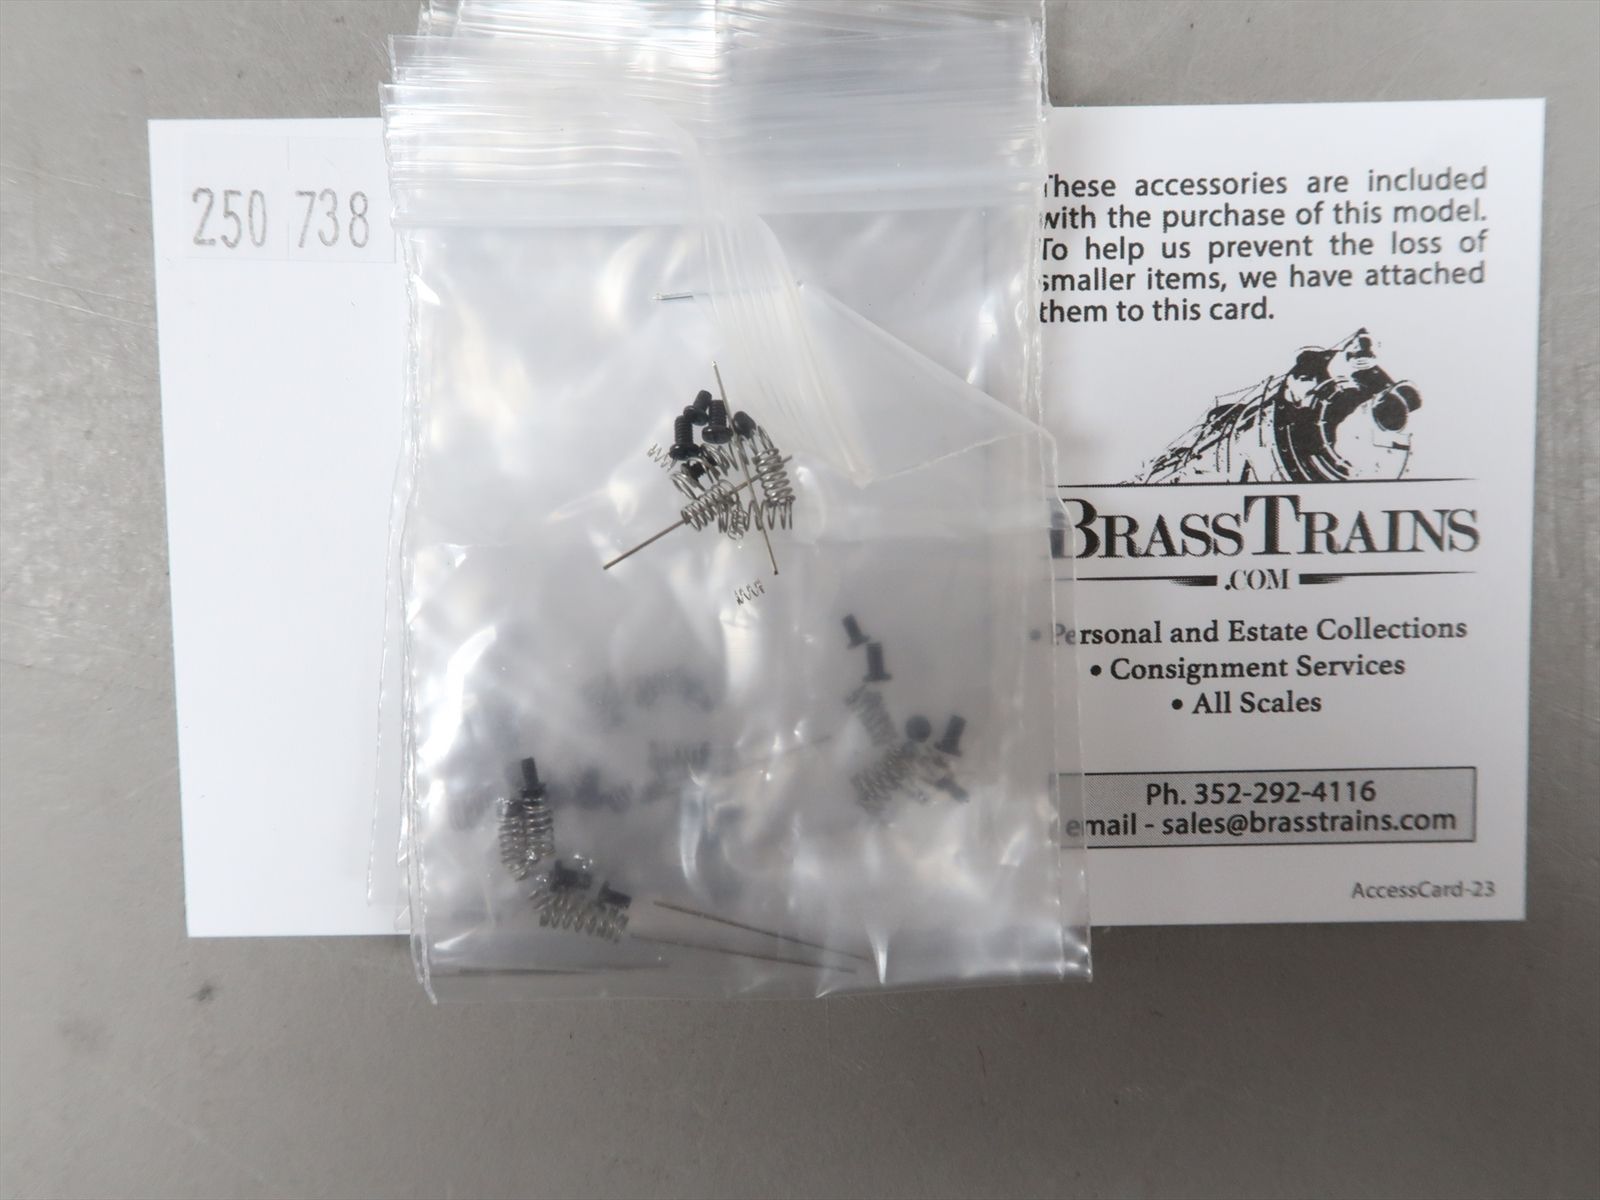 250 738
These accessories are included
with the purchase of this model.
To help us prevent the loss of
smaller items, we have attached
them to this card.
BRASSTRAINS
.COM
• Personal and Estate Collections
• Consignment Services
• All Scales
Ph. 352-292-4116
email - sales@brasstrains.com
AccessCard-23